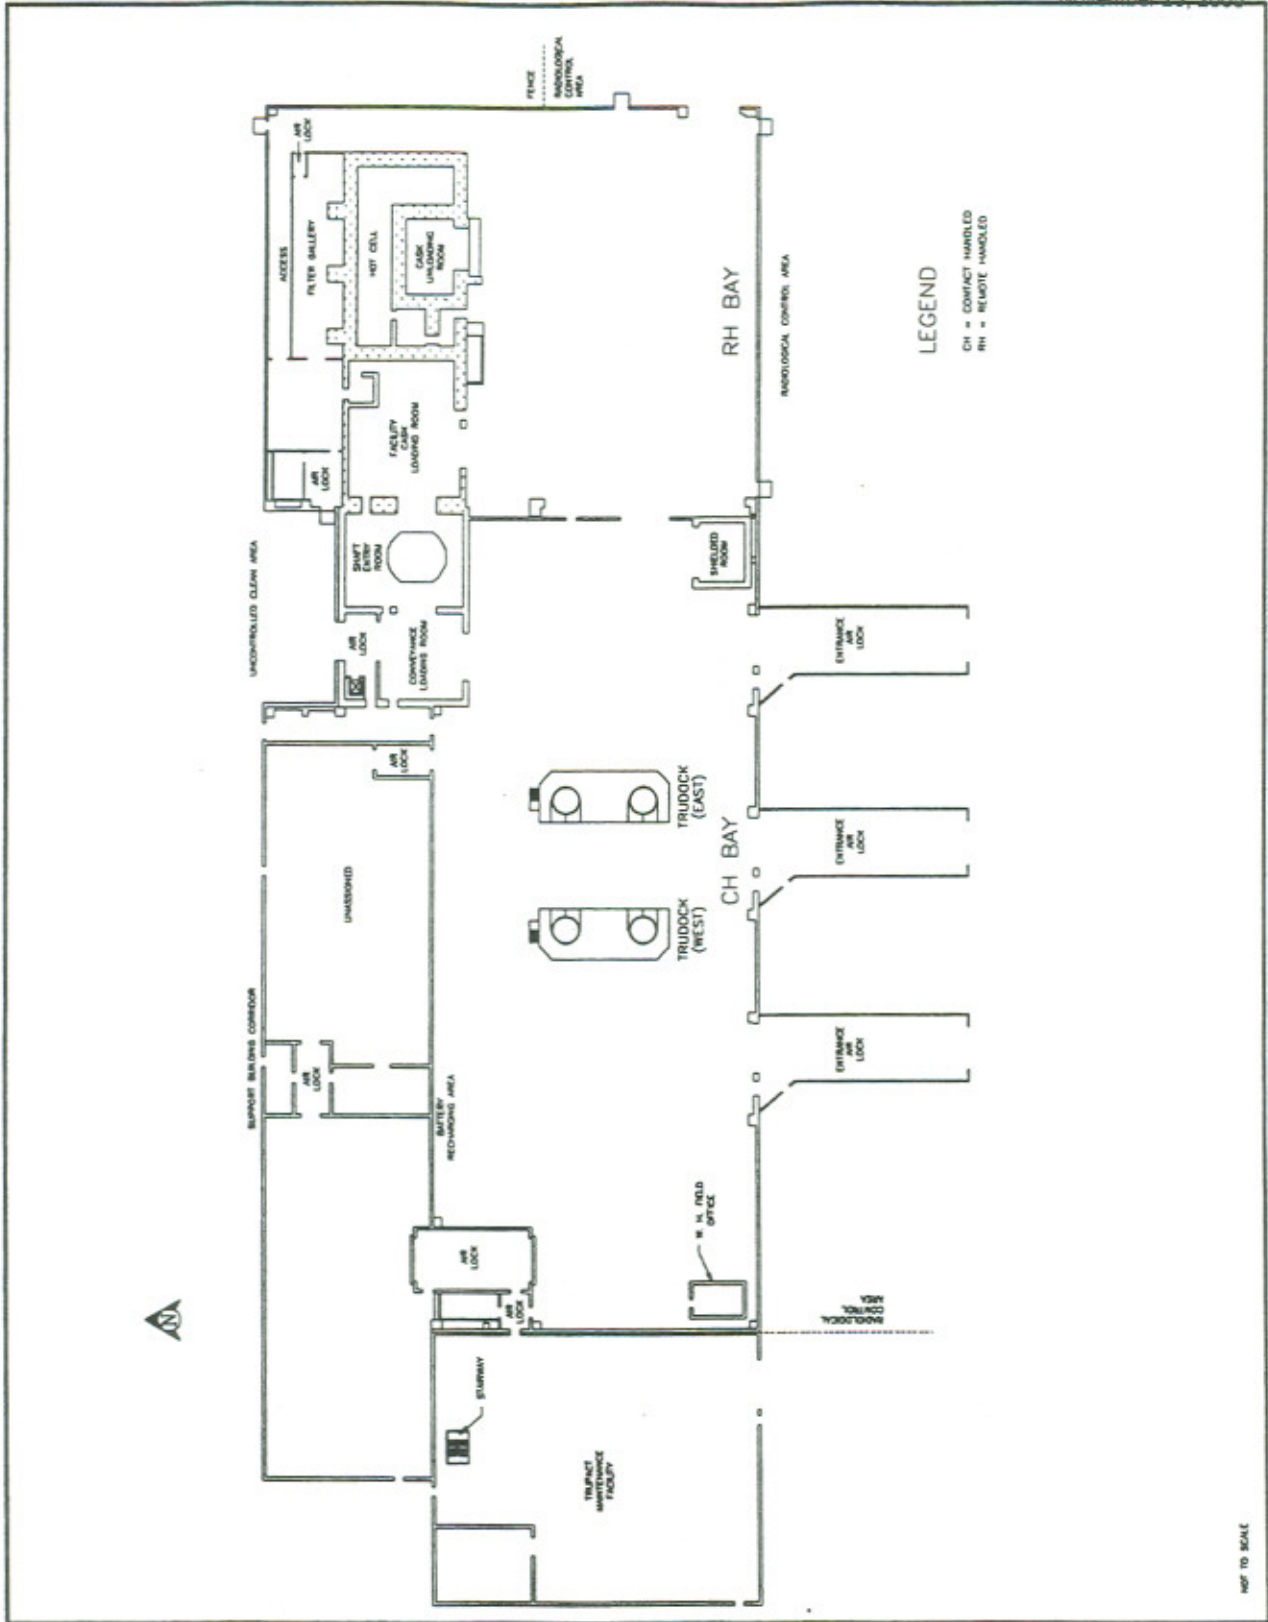 FENCE
RADIOLOGICAL
CONTROL
AREA
AIR
LOCK
ACCESS
FILTER GALLERY
HOT CELL
CASK
UNLOADING
ROOM
FACILITY
CASK
LOADING ROOM
AIR
LOCK
SHAFT
ENTRY
ROOM
UNCONTROLLED CLEAN AREA
AIR
LOCK
CONVEYANCE
LOADING ROOM
RH BAY
RADIOLOGICAL CONTROL AREA
LEGEND
CH = CONTACT HANDLED
RH = REMOTE HANDLED
SHIELDED
ROOM
ENTRANCE
AIR
LOCK
AIR
LOCK
UNASSIGNED
TRUDOCK
(EAST)
CH BAY
ENTRANCE
AIR
LOCK
TRUDOCK
(WEST)
SUPPORT BUILDING CORRIDOR
AIR
LOCK
BATTERY
RECHARGING AREA
ENTRANCE
AIR
LOCK
W. H. FIELD
OFFICE
AIR
LOCK
AIR
LOCK
RADIOLOGICAL
CONTROL
AREA
N
STAIRWAY
TRUPACT
MAINTENANCE
FACILITY
NOT TO SCALE